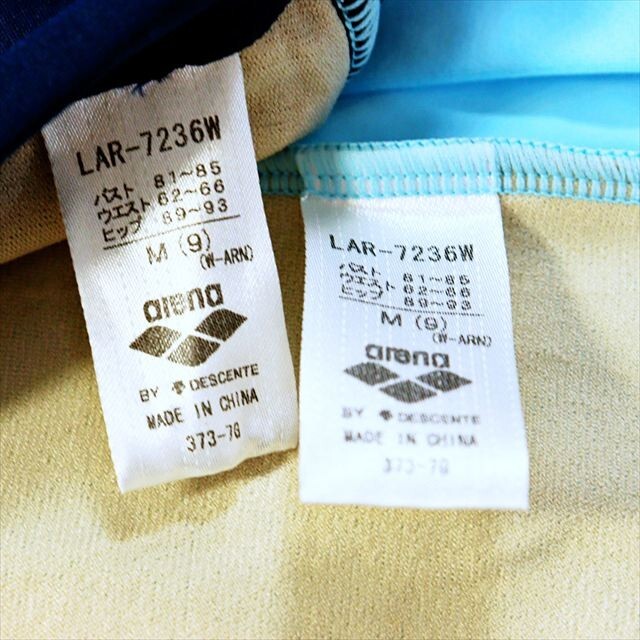 LAR-7236W
バスト 81-85
ウエスト 62-66
ヒップ 89-93
M (9)
(W-ARN)
arena
BY DESCENTE
MADE IN CHINA
373-70
LAR-7236W
バスト 81-85
ウエスト 62-66
ヒップ 89-93
M (9)
(W-ARN)
arena
BY DESCENTE
MADE IN CHINA
373-70